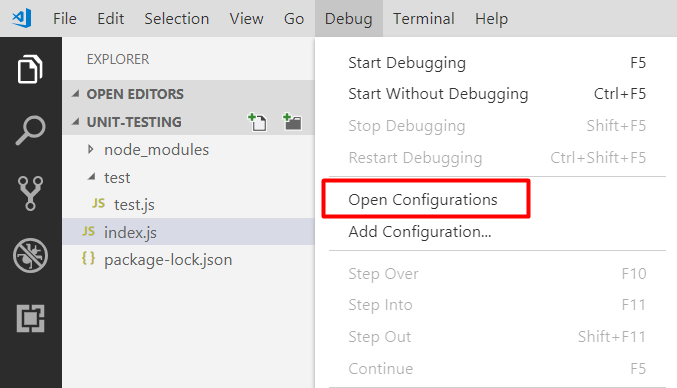 File Edit Selection View Go Debug Terminal Help
EXPLORER
OPEN EDITORS
UNIT-TESTING
node_modules
test
JS test.js
JS index.js
{ } package-lock.json
Start Debugging F5
Start Without Debugging Ctrl+F5
Stop Debugging Shift+F5
Restart Debugging Ctrl+Shift+F5
Open Configurations
Add Configuration...
Step Over F10
Step Into F11
Step Out Shift+F11
Continue F5